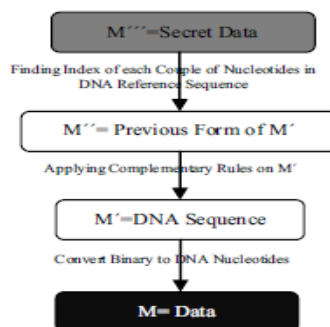 M´´´=Secret Data
Finding Index of each Couple of Nucleotides in
DNA Reference Sequence
M´´= Previous Form of M´
Applying Complementary Rules on M´
M´=DNA Sequence
Convert Binary to DNA Nucleotides
M= Data